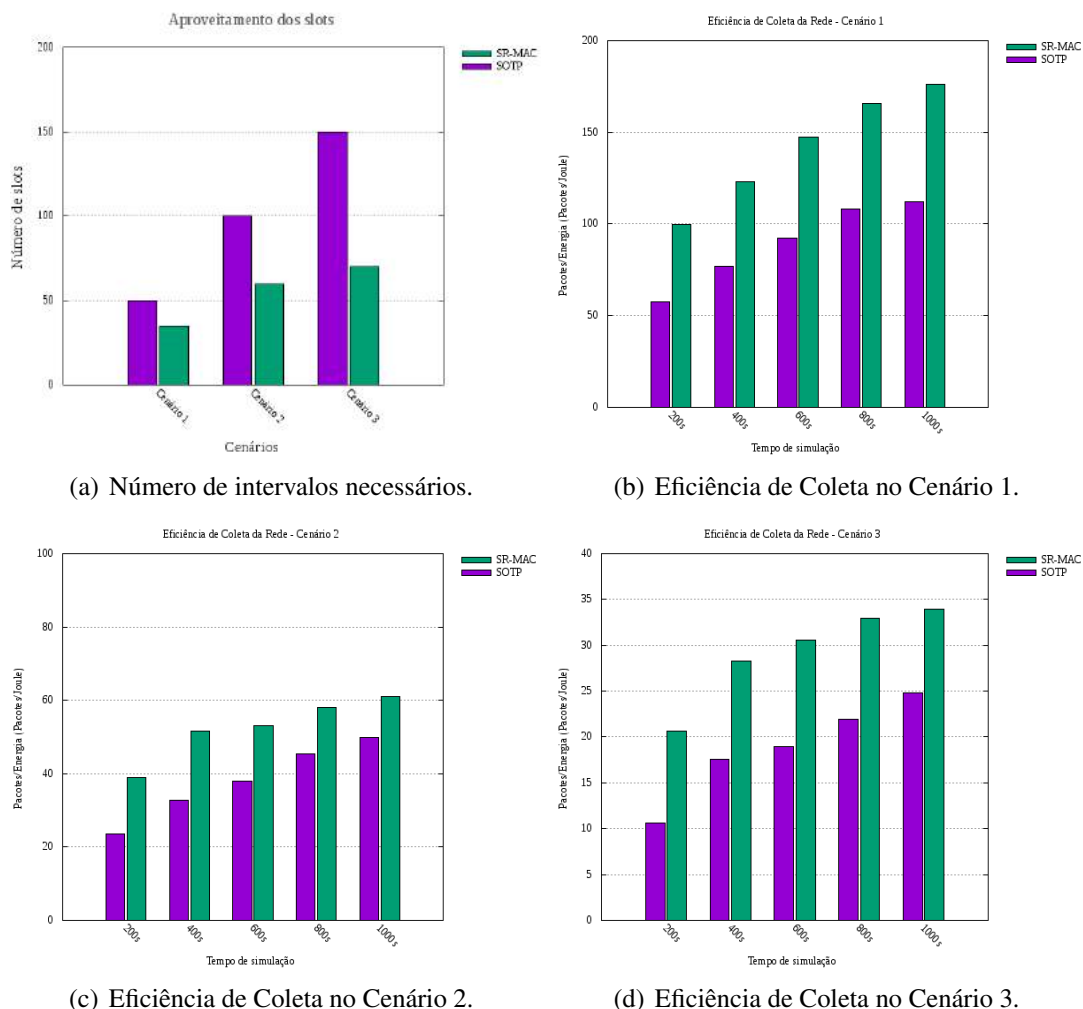 Aproveitamento dos slots
SR-MAC
SOTP
200
150
100
50
0
Número de slots
Cenário 1
Cenário 2
Cenário 3
Cenários
(a) Número de intervalos necessários.
Eficiência de Coleta da Rede - Cenário 1
SR-MAC
SOTP
200
150
100
50
0
Pacotes/Energia (Pacotes/Joule)
200s
400s
600s
800s
1000s
Tempo de simulação
(b) Eficiência de Coleta no Cenário 1.
Eficiência de Coleta da Rede - Cenário 2
SR-MAC
SOTP
100
80
60
40
20
0
Pacotes/Energia (Pacotes/Joule)
200s
400s
600s
800s
1000s
Tempo de simulação
(c) Eficiência de Coleta no Cenário 2.
Eficiência de Coleta da Rede - Cenário 3
SR-MAC
SOTP
40
35
30
25
20
15
10
5
0
Pacotes/Energia (Pacotes/Joule)
200s
400s
600s
800s
1000s
Tempo de simulação
(d) Eficiência de Coleta no Cenário 3.